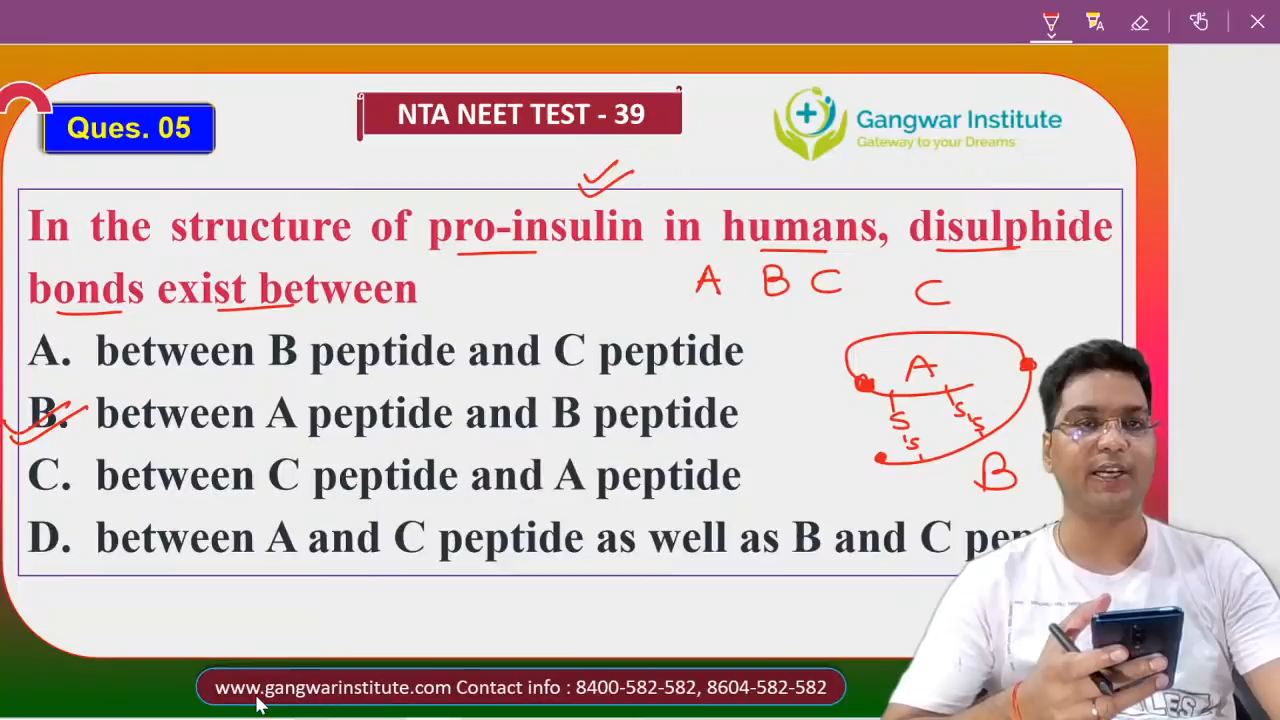 Ques. 05
NTA NEET TEST - 39
Gangwar Institute
Gateway to your Dreams
In the structure of pro-insulin in humans, disulphide
bonds exist between
A B C
C
A. between B peptide and C peptide
A
B. between A peptide and B peptide
S S
S S
B
C. between C peptide and A peptide
D. between A and C peptide as well as B and C
www.gangwarinstitute.com Contact info : 8400-582-582, 8604-582-582